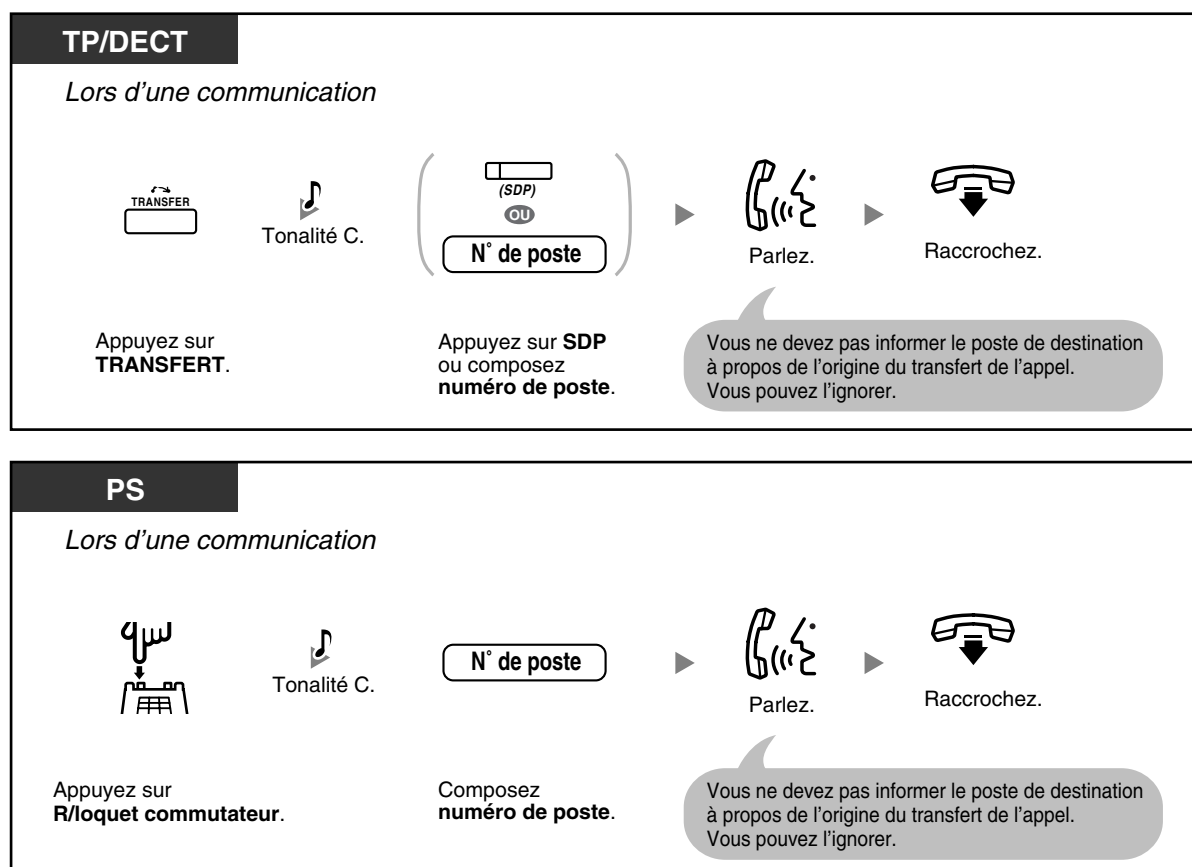 TP/DECT
Lors d'une communication
TRANSFER
Tonalité C.
(SDP)
OU
N° de poste
Parlez.
Raccrochez.
Appuyez sur
TRANSFERT.
Appuyez sur SDP
ou composez
numéro de poste.
Vous ne devez pas informer le poste de destination
à propos de l'origine du transfert de l'appel.
Vous pouvez l'ignorer.
PS
Lors d'une communication
Tonalité C.
N° de poste
Parlez.
Raccrochez.
Appuyez sur
R/loquet commutateur.
Composez
numéro de poste.
Vous ne devez pas informer le poste de destination
à propos de l'origine du transfert de l'appel.
Vous pouvez l'ignorer.